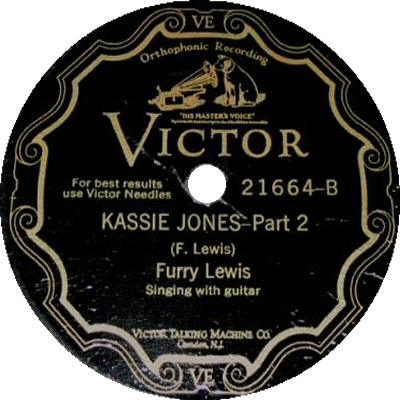 VE
Orthophonic Recording
"HIS MASTER'S VOICE"
VICTOR
For best results
use Victor Needles
21664-B
KASSIE JONES-Part 2
(F. Lewis)
Furry Lewis
Singing with guitar
VICTOR TALKING MACHINE CO.
Camden, N.J.
VE